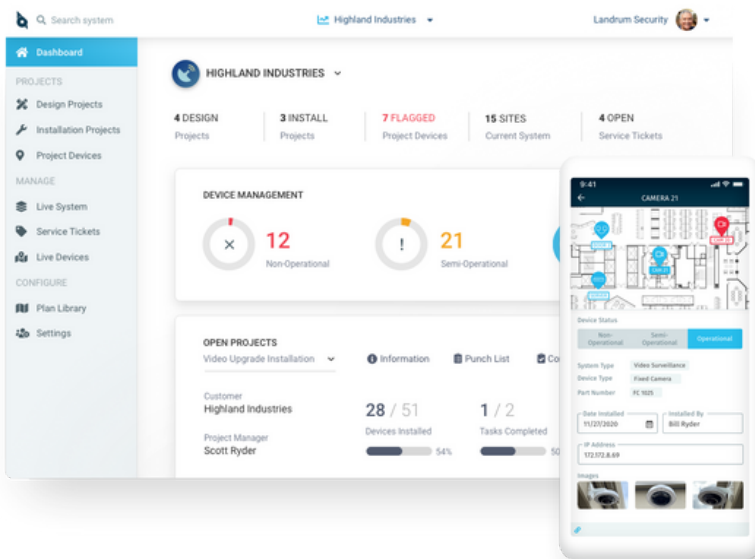 Search system
Highland Industries
Landrum Security
Dashboard
PROJECTS
Design Projects
Installation Projects
Project Devices
MANAGE
Live System
Service Tickets
Live Devices
CONFIGURE
Plan Library
Settings
HIGHLAND INDUSTRIES
4 DESIGN
Projects
3 INSTALL
Projects
7 FLAGGED
Project Devices
15 SITES
Current System
4 OPEN
Service Tickets
DEVICE MANAGEMENT
12
Non-Operational
!
21
Semi-Operational
OPEN PROJECTS
Video Upgrade Installation
Information
Punch List
Co
Customer
Highland Industries
Project Manager
Scott Ryder
28 / 51
Devices Installed
54%
1 / 2
Tasks Completed
50
9:41
CAMERA 21
CAM 21
Device Status
Non-
Operational
Semi-
Operational
Operational
System Type
Video Surveillance
Device Type
Fixed Camera
Part Number
FC 1025
Date Installed
11/27/2020
Installed By
Bill Ryder
IP Address
172.172.8.69
Images